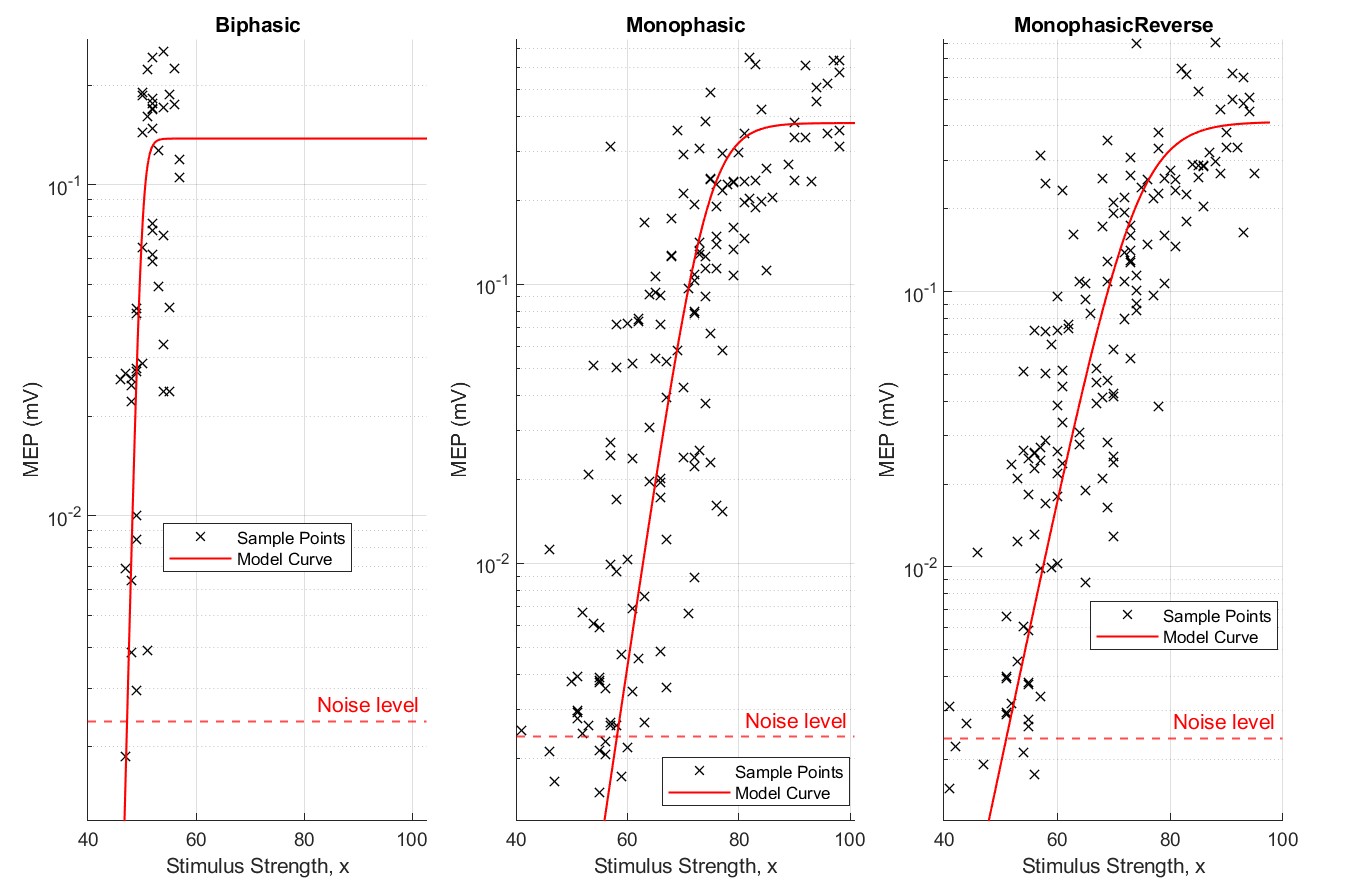 Biphasic
MEP (mV)
10⁻¹
10⁻²
Sample Points
Model Curve
Noise level
40 60 80 100
Stimulus Strength, x
Monophasic
MEP (mV)
10⁻¹
10⁻²
Noise level
Sample Points
Model Curve
40 60 80 100
Stimulus Strength, x
MonophasicReverse
MEP (mV)
10⁻¹
10⁻²
Sample Points
Model Curve
Noise level
40 60 80 100
Stimulus Strength, x